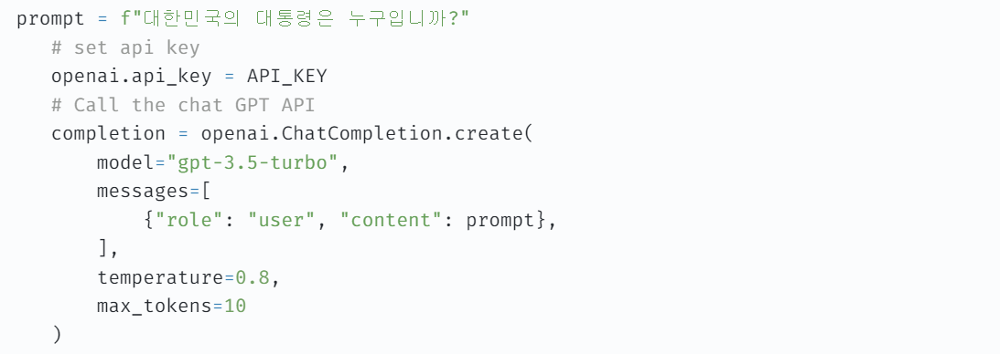 prompt = f"대한민국의 대통령은 누구입니까?"
# set api key
openai.api_key = API_KEY
# Call the chat GPT API
completion = openai.ChatCompletion.create(
model="gpt-3.5-turbo",
messages=[
{"role": "user", "content": prompt},
],
temperature=0.8,
max_tokens=10
)